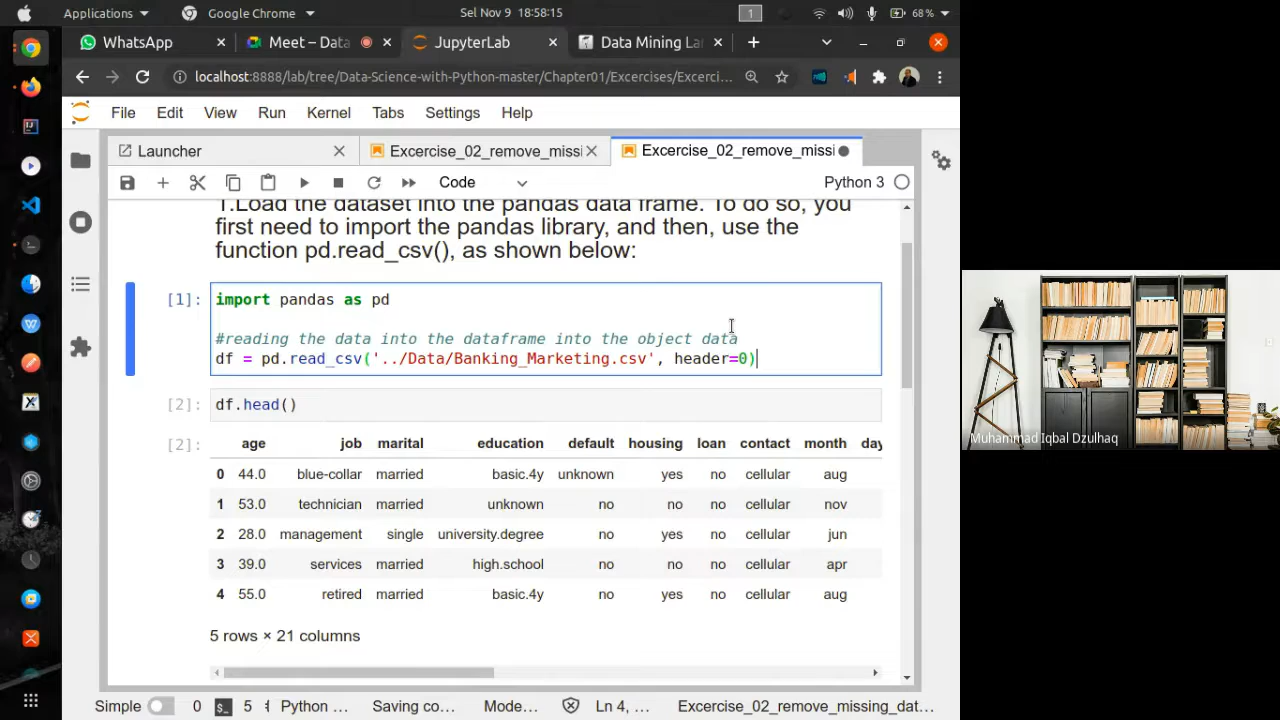 Applications
Google Chrome
Sel Nov 9 18:58:15
1
68%
WhatsApp
Meet – Data
JupyterLab
Data Mining La
localhost:8888/lab/tree/Data-Science-with-Python-master/Chapter01/Excercises/Excerci...
File Edit View Run Kernel Tabs Settings Help
Launcher
Excercise_02_remove_missi
Excercise_02_remove_missi
Code
Python 3
1.Load the dataset into the pandas data frame. To do so, you
first need to import the pandas library, and then, use the
function pd.read_csv(), as shown below:
[1]: import pandas as pd
#reading the data into the dataframe into the object data
df = pd.read_csv('../Data/Banking_Marketing.csv', header=0)
[2]: df.head()
[2]: age job marital education default housing loan contact month day
0 44.0 blue-collar married basic.4y unknown yes no cellular aug
1 53.0 technician married unknown no no no cellular nov
2 28.0 management single university.degree no yes no cellular jun
3 39.0 services married high.school no no no cellular apr
4 55.0 retired married basic.4y no yes no cellular aug
5 rows × 21 columns
Simple 0 5 Python ... Saving co... Mode... Ln 4, ... Excercise_02_remove_missing_dat...
Muhammad Iqbal Dzulhaq